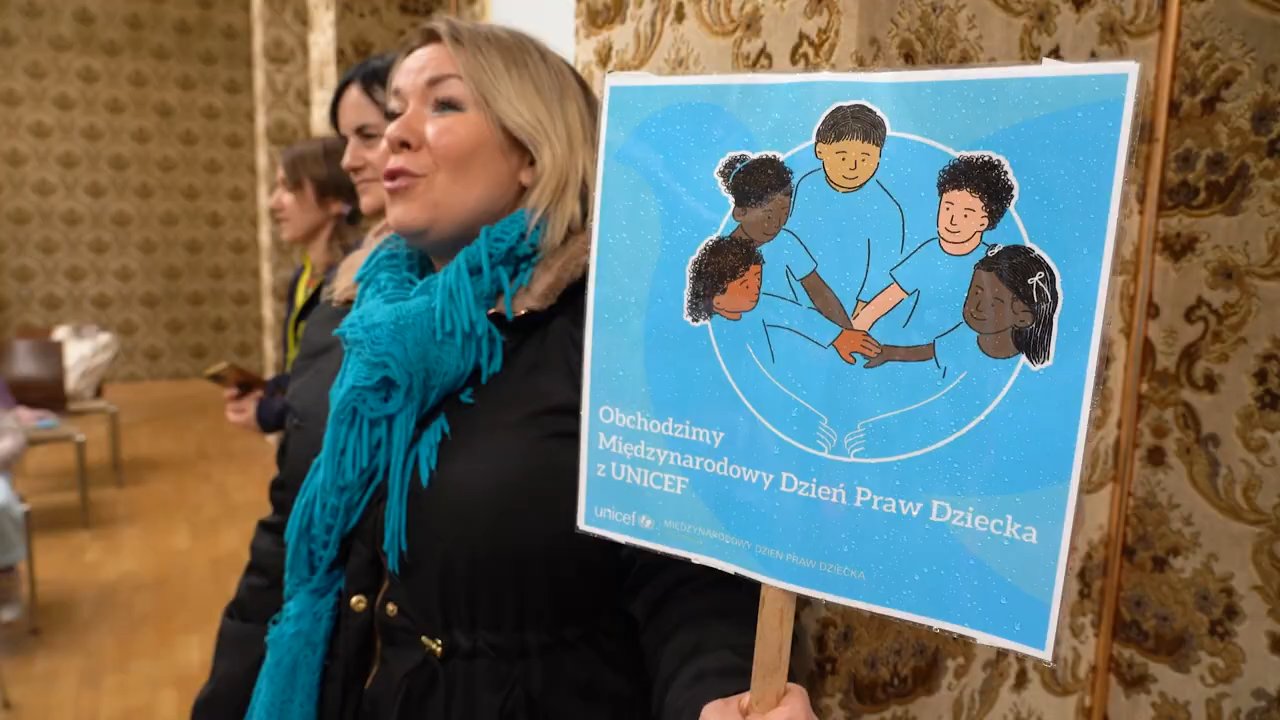 Obchodzimy
Międzynarodowy Dzień Praw Dziecka
z UNICEF
unicef
MIĘDZYNARODOWY DZIEŃ PRAW DZIECKA